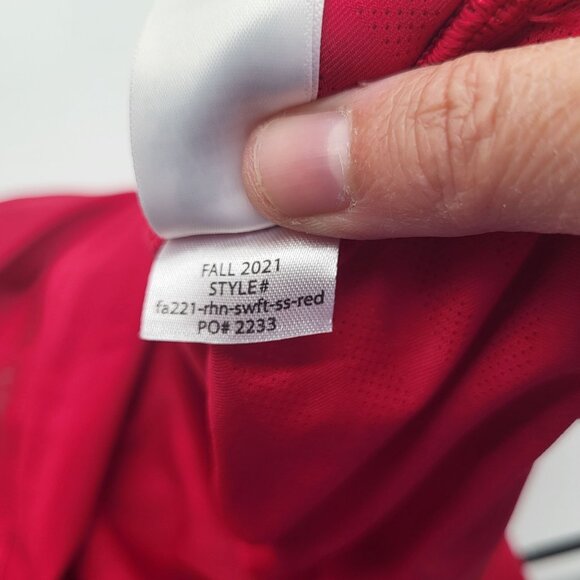 FALL 2021
STYLE#
fa221-rhn-swft-ss-red
PO# 2233